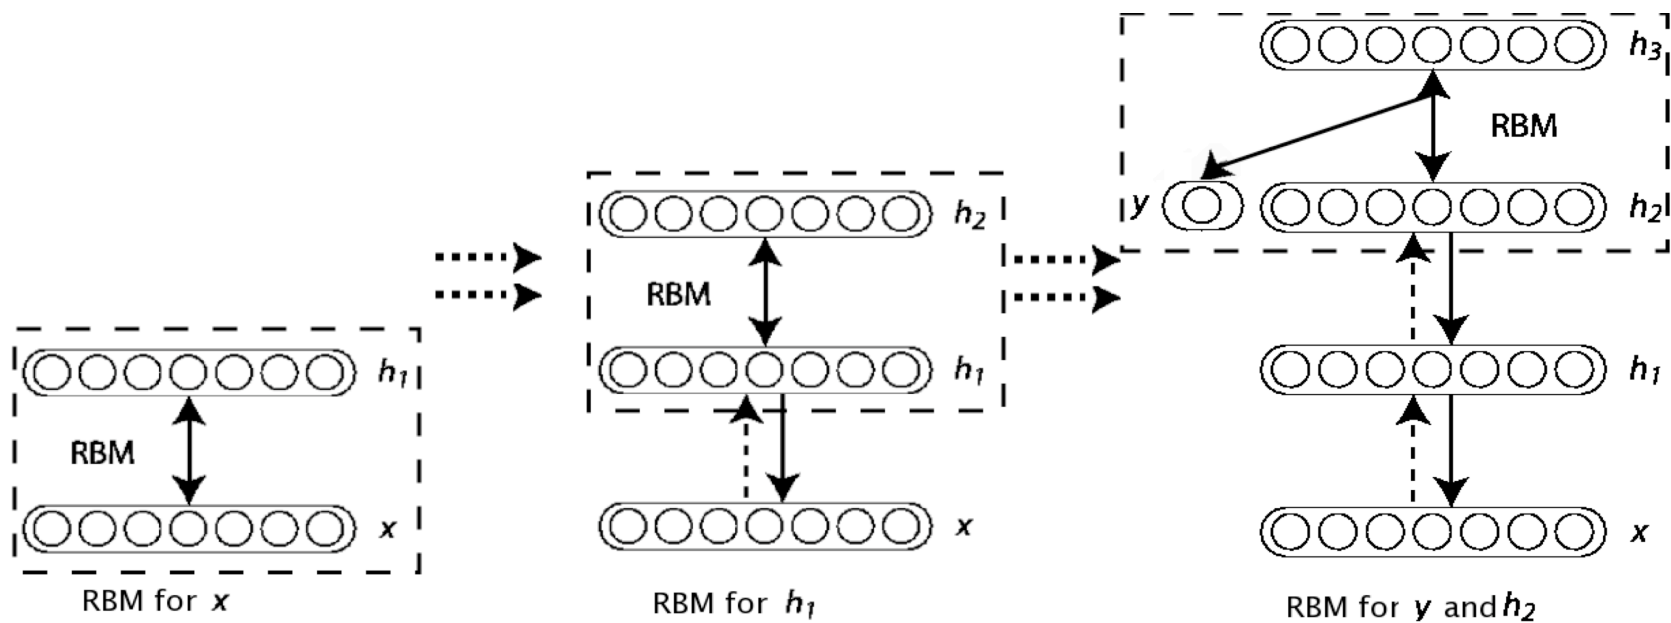 h1
RBM
x
RBM for x
h2
RBM
h1
x
RBM for h1
h3
RBM
y
h2
h1
x
RBM for y and h2